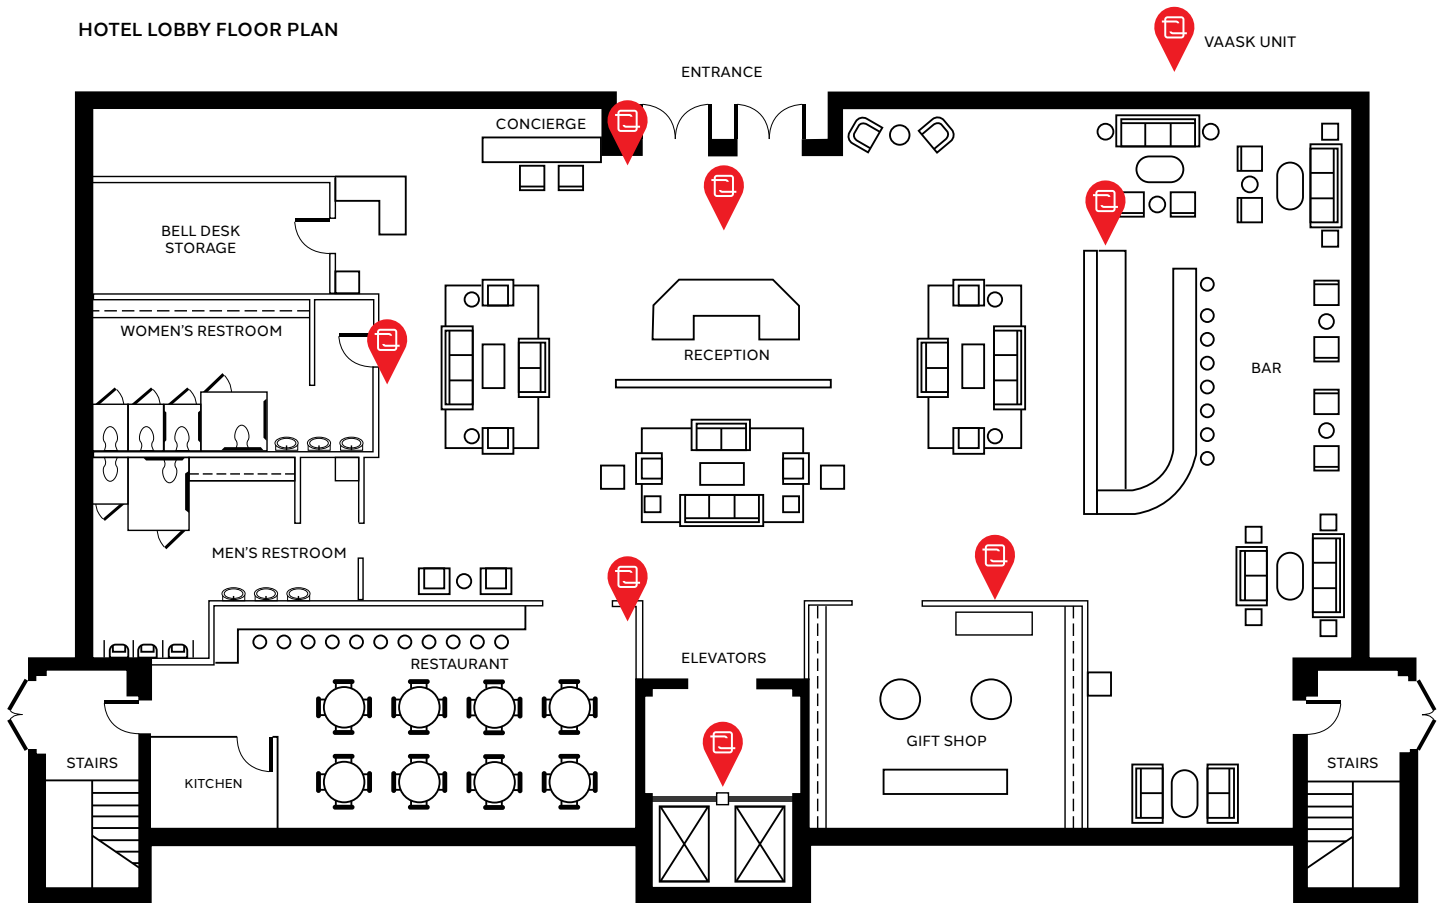 HOTEL LOBBY FLOOR PLAN
VAASK UNIT
ENTRANCE
CONCIERGE
BELL DESK
STORAGE
WOMEN'S RESTROOM
RECEPTION
BAR
MEN'S RESTROOM
RESTAURANT
ELEVATORS
GIFT SHOP
STAIRS
KITCHEN
STAIRS